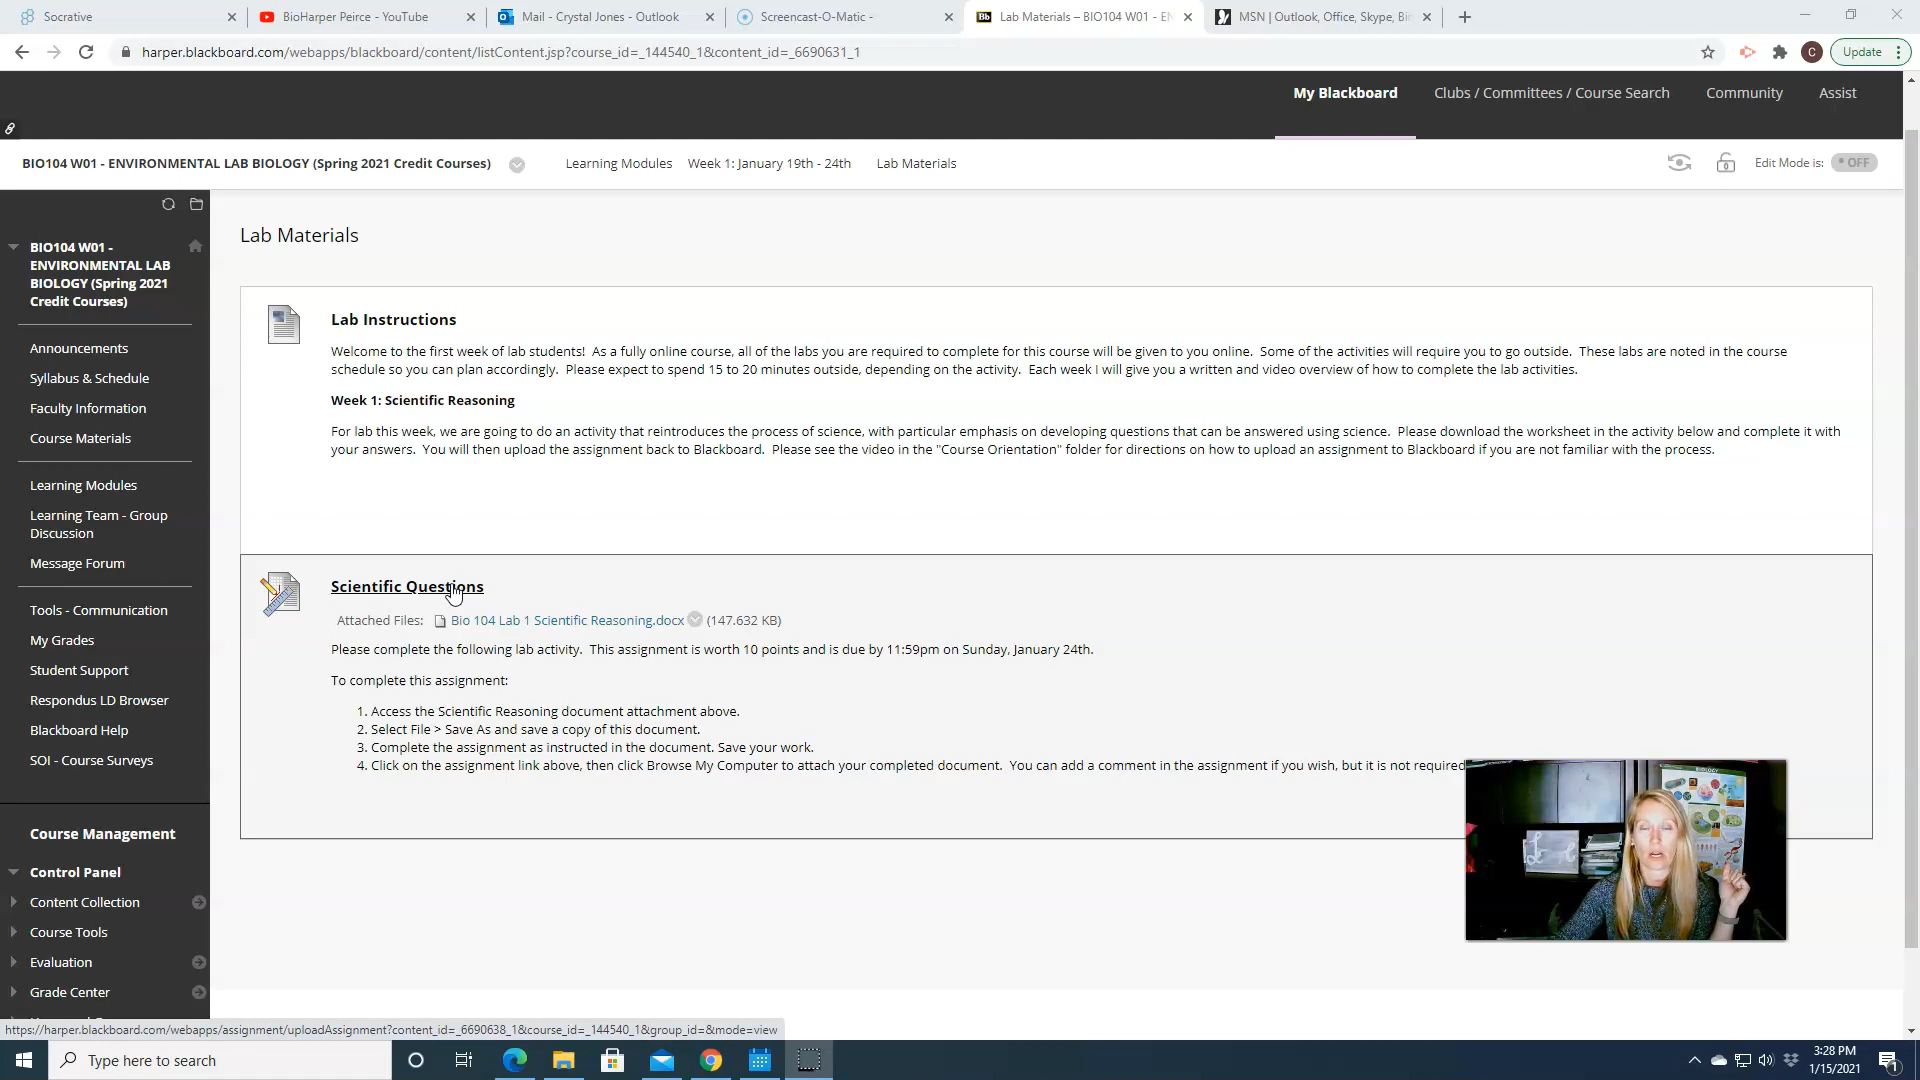 Socrative
BioHarper Peirce - YouTube
Mail - Crystal Jones - Outlook
Screencast-O-Matic -
Bb
Lab Materials – BIO104 W01 - EN
MSN | Outlook, Office, Skype, Bin
harper.blackboard.com/webapps/blackboard/content/listContent.jsp?course_id=_144540_1&content_id=_6690631_1
C
Update
My Blackboard
Clubs / Committees / Course Search
Community
Assist
BIO104 W01 - ENVIRONMENTAL LAB BIOLOGY (Spring 2021 Credit Courses)
Learning Modules
Week 1: January 19th - 24th
Lab Materials
Edit Mode is:
OFF
BIO104 W01 -
ENVIRONMENTAL LAB
BIOLOGY (Spring 2021
Credit Courses)
Announcements
Syllabus & Schedule
Faculty Information
Course Materials
Learning Modules
Learning Team - Group
Discussion
Message Forum
Tools - Communication
My Grades
Student Support
Respondus LD Browser
Blackboard Help
SOI - Course Surveys
Course Management
Control Panel
Content Collection
Course Tools
Evaluation
Grade Center
Lab Materials
Lab Instructions
Welcome to the first week of lab students!  As a fully online course, all of the labs you are required to complete for this course will be given to you online.  Some of the activities will require you to go outside.  These labs are noted in the course
schedule so you can plan accordingly.  Please expect to spend 15 to 20 minutes outside, depending on the activity.  Each week I will give you a written and video overview of how to complete the lab activities.
Week 1: Scientific Reasoning
For lab this week, we are going to do an activity that reintroduces the process of science, with particular emphasis on developing questions that can be answered using science.  Please download the worksheet in the activity below and complete it with
your answers.  You will then upload the assignment back to Blackboard.  Please see the video in the "Course Orientation" folder for directions on how to upload an assignment to Blackboard if you are not familiar with the process.
Scientific Questions
Attached Files: Bio 104 Lab 1 Scientific Reasoning.docx (147.632 KB)
Please complete the following lab activity.  This assignment is worth 10 points and is due by 11:59pm on Sunday, January 24th.
To complete this assignment:
1. Access the Scientific Reasoning document attachment above.
2. Select File > Save As and save a copy of this document.
3. Complete the assignment as instructed in the document. Save your work.
4. Click on the assignment link above, then click Browse My Computer to attach your completed document.  You can add a comment in the assignment if you wish, but it is not required
BIOLOGY
https://harper.blackboard.com/webapps/assignment/uploadAssignment?content_id=_6690638_1&course_id=_144540_1&group_id=&mode=view
Type here to search
3:28 PM
1/15/2021
1